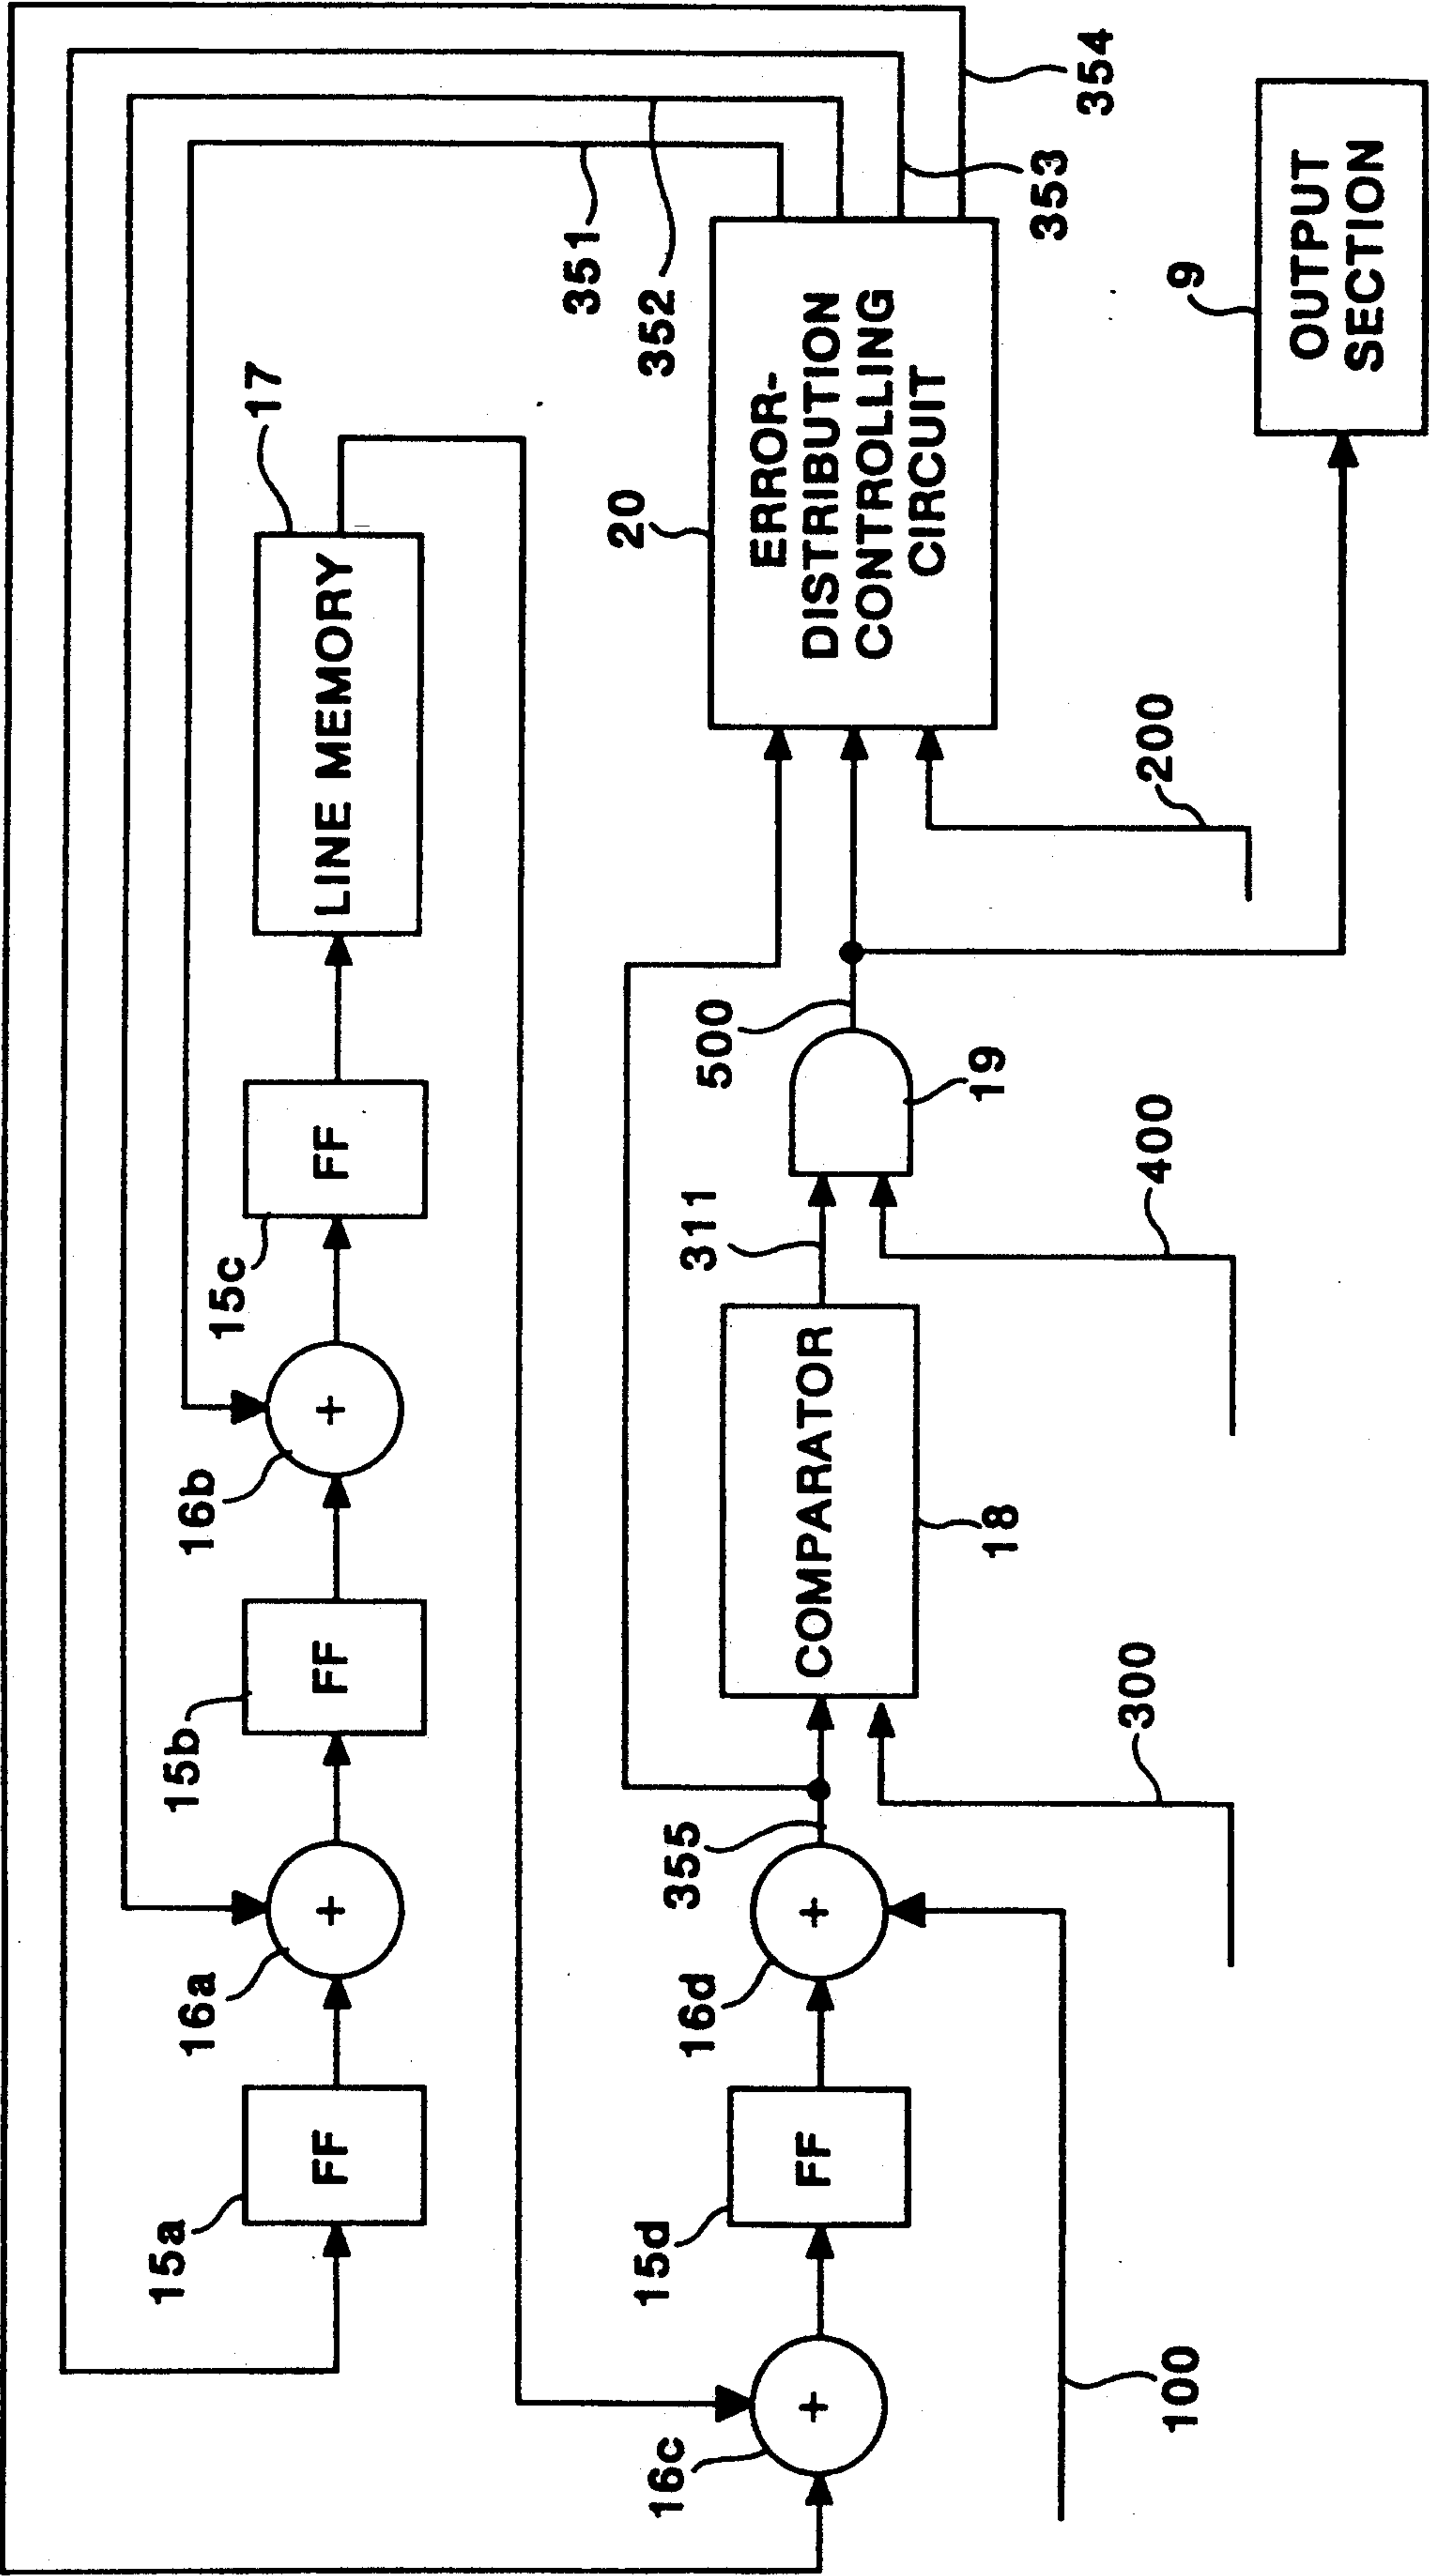 354
353
351
352
17
LINE MEMORY
FF
15c
+
16b
FF
15b
+
16a
FF
15a
20
ERROR-
DISTRIBUTION
CONTROLLING
CIRCUIT
200
500
19
400
311
COMPARATOR
18
300
355
+
16d
FF
15d
+
16c
100
9
OUTPUT
SECTION